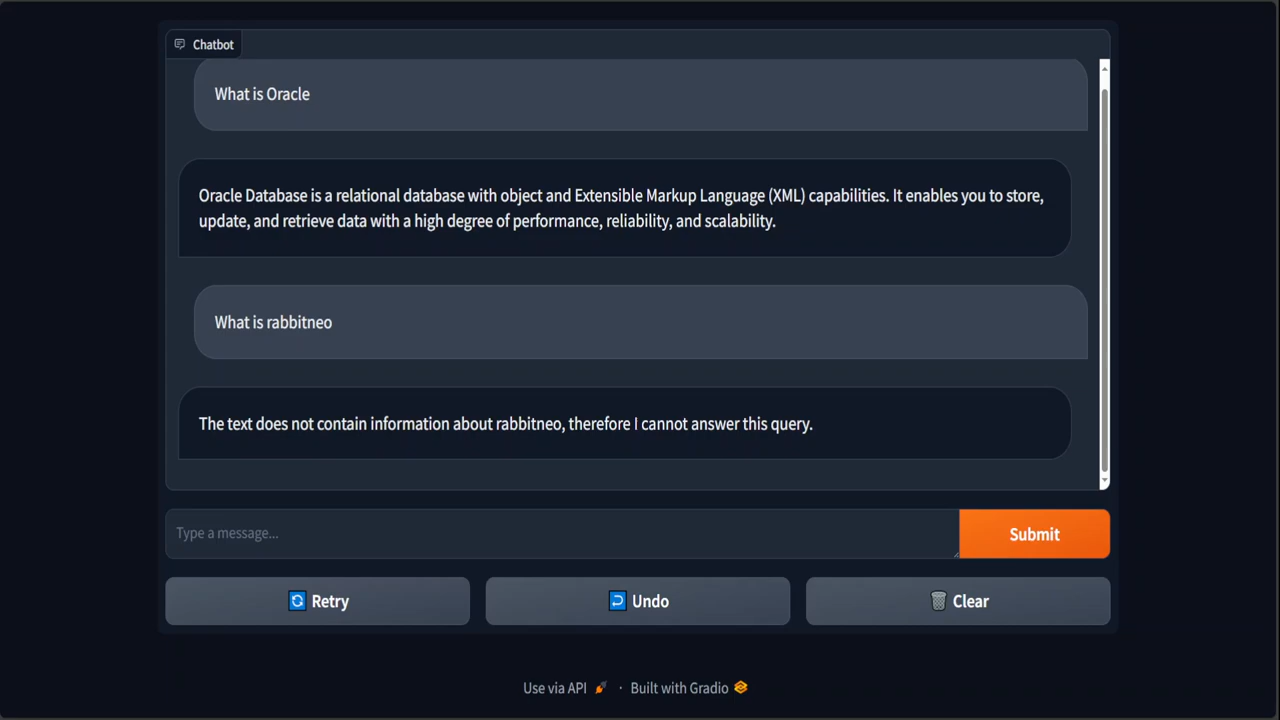 Chatbot
What is Oracle
Oracle Database is a relational database with object and Extensible Markup Language (XML) capabilities. It enables you to store,
update, and retrieve data with a high degree of performance, reliability, and scalability.
What is rabbitneo
The text does not contain information about rabbitneo, therefore I cannot answer this query.
Type a message...
Submit
Retry
Undo
Clear
Use via API · Built with Gradio